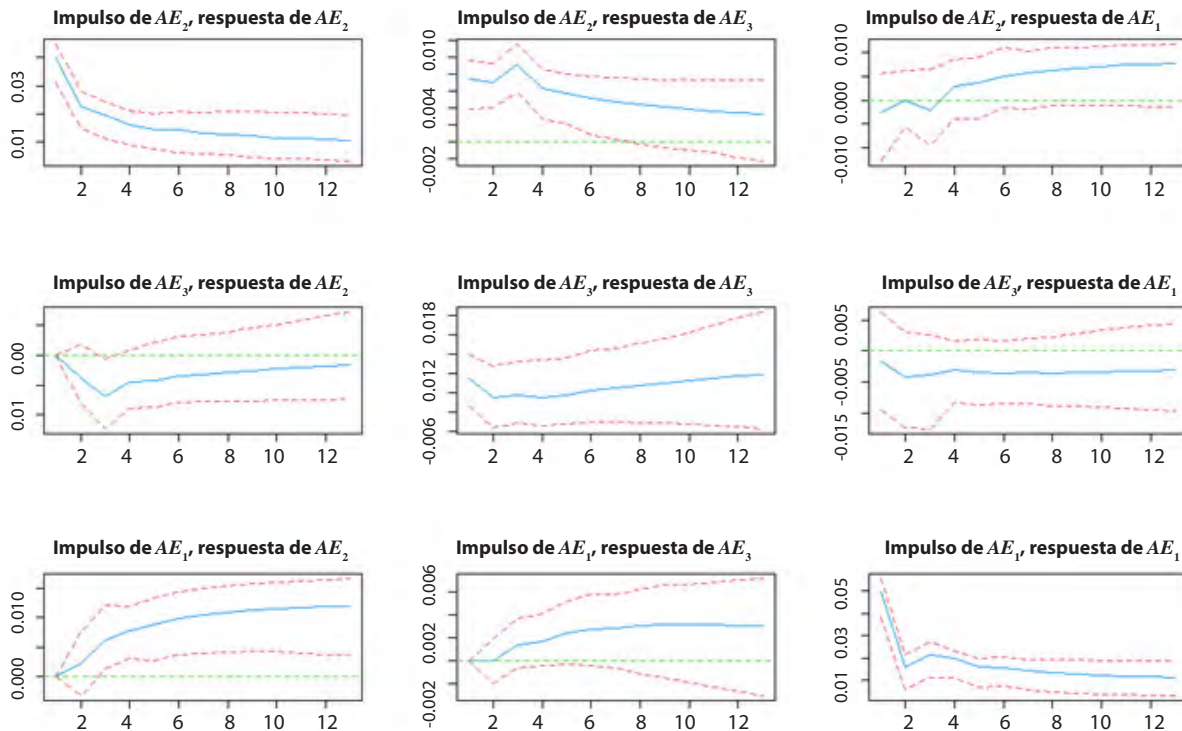 Impulso de AE₂, respuesta de AE₂
0.03
0.01
2 4 6 8 10 12
Impulso de AE₂, respuesta de AE₃
0.010
0.004
-0.002
2 4 6 8 10 12
Impulso de AE₂, respuesta de AE₁
0.010
0.000
-0.010
2 4 6 8 10 12
Impulso de AE₃, respuesta de AE₂
0.00
0.01
2 4 6 8 10 12
Impulso de AE₃, respuesta de AE₃
0.018
0.012
-0.006
2 4 6 8 10 12
Impulso de AE₃, respuesta de AE₁
0.005
-0.005
-0.015
2 4 6 8 10 12
Impulso de AE₁, respuesta de AE₂
0.010
0.000
2 4 6 8 10 12
Impulso de AE₁, respuesta de AE₃
0.006
0.002
-0.002
2 4 6 8 10 12
Impulso de AE₁, respuesta de AE₁
0.05
0.03
0.01
2 4 6 8 10 12